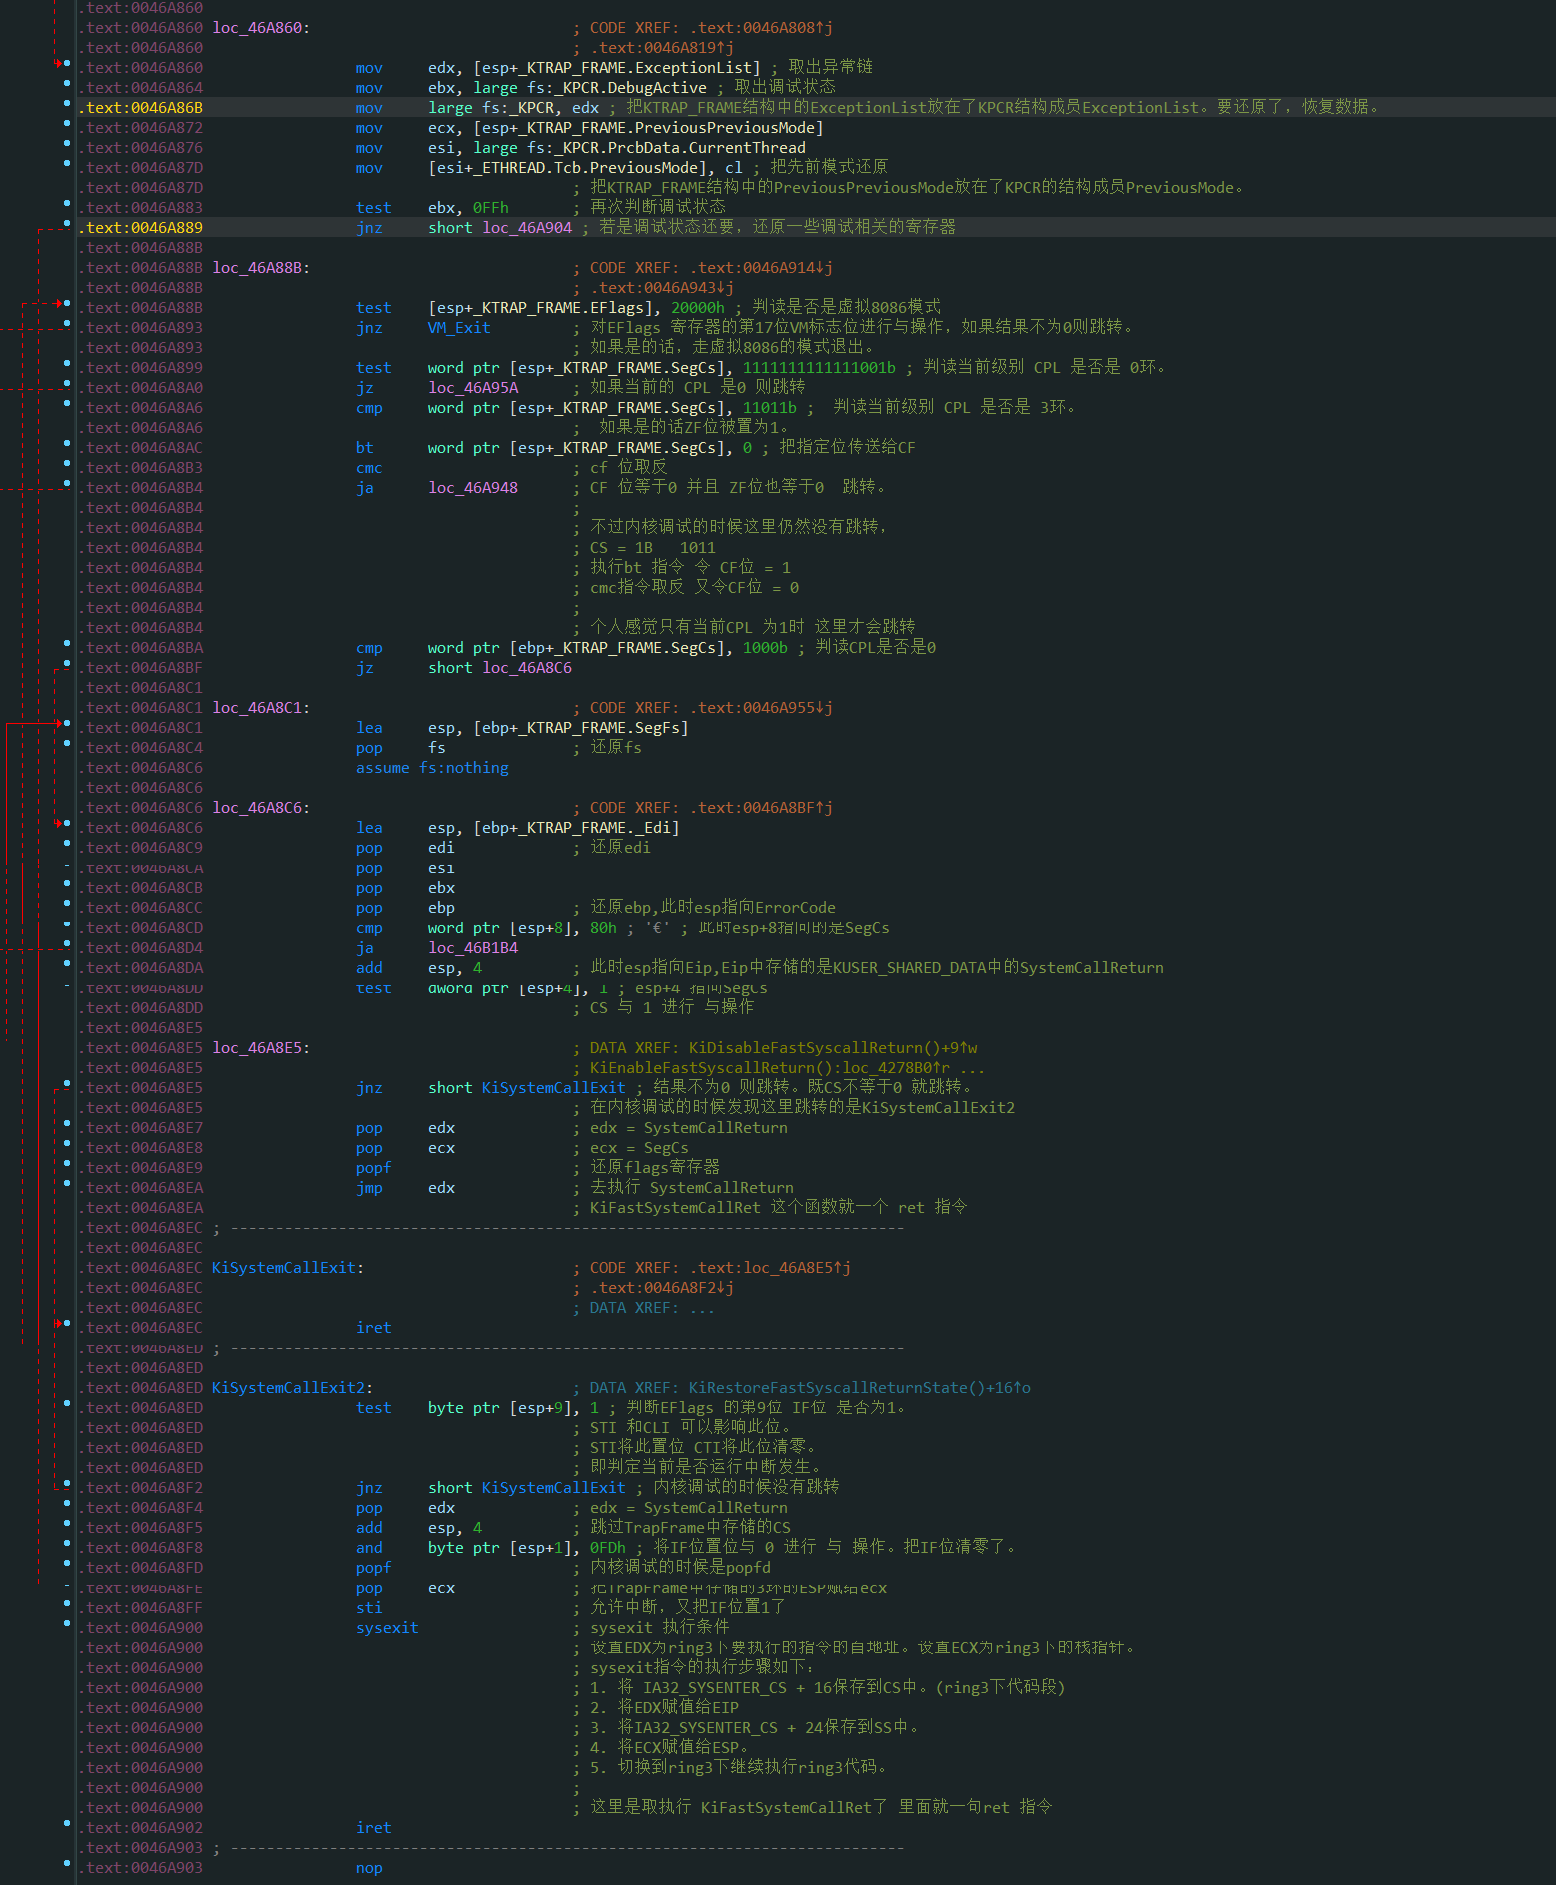 .text:0046A860
.text:0046A860 loc_46A860: ; CODE XREF: .text:0046A808↑j
.text:0046A860 ; .text:0046A819↑j
.text:0046A860 mov edx, [esp+_KTRAP_FRAME.ExceptionList] ; 取出异常链
.text:0046A864 mov ebx, large fs:_KPCR.DebugActive ; 取出调试状态
.text:0046A86B mov large fs:_KPCR, edx ; 把KTRAP_FRAME结构中的ExceptionList放在了KPCR结构成员ExceptionList。要还原了，恢复数据。
.text:0046A872 mov ecx, [esp+_KTRAP_FRAME.PreviousPreviousMode]
.text:0046A876 mov esi, large fs:_KPCR.PrcbData.CurrentThread
.text:0046A87D mov [esi+_ETHREAD.Tcb.PreviousMode], cl ; 把先前模式还原
.text:0046A87D ; 把KTRAP_FRAME结构中的PreviousPreviousMode放在了KPCR的结构成员PreviousMode。
.text:0046A883 test ebx, 0FFh ; 再次判断调试状态
.text:0046A889 jnz short loc_46A904 ; 若是调试状态还要，还原一些调试相关的寄存器
.text:0046A88B
.text:0046A88B loc_46A88B: ; CODE XREF: .text:0046A914↓j
.text:0046A88B ; .text:0046A943↓j
.text:0046A88B test [esp+_KTRAP_FRAME.EFlags], 20000h ; 判读是否是虚拟8086模式
.text:0046A893 jnz VM_Exit ; 对EFlags 寄存器的第17位VM标志位进行与操作，如果结果不为0则跳转。
.text:0046A893 ; 如果是的话，走虚拟8086的模式退出。
.text:0046A899 test word ptr [esp+_KTRAP_FRAME.SegCs], 1111111111111001b ; 判读当前级别 CPL 是否是 0环。
.text:0046A8A0 jz loc_46A95A ; 如果当前的 CPL 是0 则跳转
.text:0046A8A6 cmp word ptr [esp+_KTRAP_FRAME.SegCs], 11011b ; 判读当前级别 CPL 是否是 3环。
.text:0046A8A6 ; 如果是的话ZF位被置为1。
.text:0046A8AC bt word ptr [esp+_KTRAP_FRAME.SegCs], 0 ; 把指定位传送给CF
.text:0046A8B3 cmc ; cf 位取反
.text:0046A8B4 ja loc_46A948 ; CF 位等于0 并且 ZF位也等于0 跳转。
.text:0046A8B4 ;
.text:0046A8B4 ; 不过内核调试的时候这里仍然没有跳转，
.text:0046A8B4 ; CS = 1B 1011
.text:0046A8B4 ; 执行bt 指令 令 CF位 = 1
.text:0046A8B4 ; cmc指令取反 又令CF位 = 0
.text:0046A8B4 ;
.text:0046A8B4 ; 个人感觉只有当前CPL 为1时 这里才会跳转
.text:0046A8BA cmp word ptr [ebp+_KTRAP_FRAME.SegCs], 1000b ; 判读CPL是否是0
.text:0046A8BF jz short loc_46A8C6
.text:0046A8C1
.text:0046A8C1 loc_46A8C1: ; CODE XREF: .text:0046A955↓j
.text:0046A8C1 lea esp, [ebp+_KTRAP_FRAME.SegFs]
.text:0046A8C4 pop fs ; 还原fs
.text:0046A8C6 assume fs:nothing
.text:0046A8C6
.text:0046A8C6 loc_46A8C6: ; CODE XREF: .text:0046A8BF↑j
.text:0046A8C6 lea esp, [ebp+_KTRAP_FRAME._Edi]
.text:0046A8C9 pop edi ; 还原edi
.text:0046A8CA pop esi
.text:0046A8CB pop ebx
.text:0046A8CC pop ebp ; 还原ebp,此时esp指向ErrorCode
.text:0046A8CD cmp word ptr [esp+8], 80h ; '€' ; 此时esp+8指向的是SegCs
.text:0046A8D4 ja loc_46B1B4
.text:0046A8DA add esp, 4 ; 此时esp指向Eip,Eip中存储的是KUSER_SHARED_DATA中的SystemCallReturn
.text:0046A8DD test dword ptr [esp+4], 1 ; esp+4 指向SegCs
.text:0046A8DD ; CS 与 1 进行 与操作
.text:0046A8E5
.text:0046A8E5 loc_46A8E5: ; DATA XREF: KiDisableFastSyscallReturn()+9↑w
.text:0046A8E5 ; KiEnableFastSyscallReturn():loc_4278B0↑r ...
.text:0046A8E5 jnz short KiSystemCallExit ; 结果不为0 则跳转。既CS不等于0 就跳转。
.text:0046A8E5 ; 在内核调试的时候发现这里跳转的是KiSystemCallExit2
.text:0046A8E7 pop edx ; edx = SystemCallReturn
.text:0046A8E8 pop ecx ; ecx = SegCs
.text:0046A8E9 popf ; 还原flags寄存器
.text:0046A8EA jmp edx ; 去执行 SystemCallReturn
.text:0046A8EA ; KiFastSystemCallRet 这个函数就一个 ret 指令
.text:0046A8EC ; ---------------------------------------------------------------------------
.text:0046A8EC
.text:0046A8EC KiSystemCallExit: ; CODE XREF: .text:loc_46A8E5↑j
.text:0046A8EC ; .text:0046A8F2↓j
.text:0046A8EC ; DATA XREF: ...
.text:0046A8EC iret
.text:0046A8ED ; ---------------------------------------------------------------------------
.text:0046A8ED
.text:0046A8ED KiSystemCallExit2: ; DATA XREF: KiRestoreFastSyscallReturnState()+16↑o
.text:0046A8ED test byte ptr [esp+9], 1 ; 判断EFlags 的第9位 IF位 是否为1。
.text:0046A8ED ; STI 和CLI 可以影响此位。
.text:0046A8ED ; STI将此置位 CTI将此位清零。
.text:0046A8ED ; 即判定当前是否运行中断发生。
.text:0046A8F2 jnz short KiSystemCallExit ; 内核调试的时候没有跳转
.text:0046A8F4 pop edx ; edx = SystemCallReturn
.text:0046A8F5 add esp, 4 ; 跳过TrapFrame中存储的CS
.text:0046A8F8 and byte ptr [esp+1], 0FDh ; 将IF位置位与 0 进行 与 操作。把IF位清零了。
.text:0046A8FD popf ; 内核调试的时候是popfd
.text:0046A8FE pop ecx ; 把TrapFrame中存储的3环的ESP赋给ecx
.text:0046A8FF sti ; 允许中断，又把IF位置1了
.text:0046A900 sysexit ; sysexit 执行条件
.text:0046A900 ; 设置EDX为ring3下要执行的指令的首地址。设置ECX为ring3下的栈指针。
.text:0046A900 ; sysexit指令的执行步骤如下：
.text:0046A900 ; 1. 将 IA32_SYSENTER_CS + 16保存到CS中。(ring3下代码段)
.text:0046A900 ; 2. 将EDX赋值给EIP
.text:0046A900 ; 3. 将IA32_SYSENTER_CS + 24保存到SS中。
.text:0046A900 ; 4. 将ECX赋值给ESP。
.text:0046A900 ; 5. 切换到ring3下继续执行ring3代码。
.text:0046A900 ;
.text:0046A900 ; 这里是取执行 KiFastSystemCallRet了 里面就一句ret 指令
.text:0046A902 iret
.text:0046A903 ; ---------------------------------------------------------------------------
.text:0046A903 nop